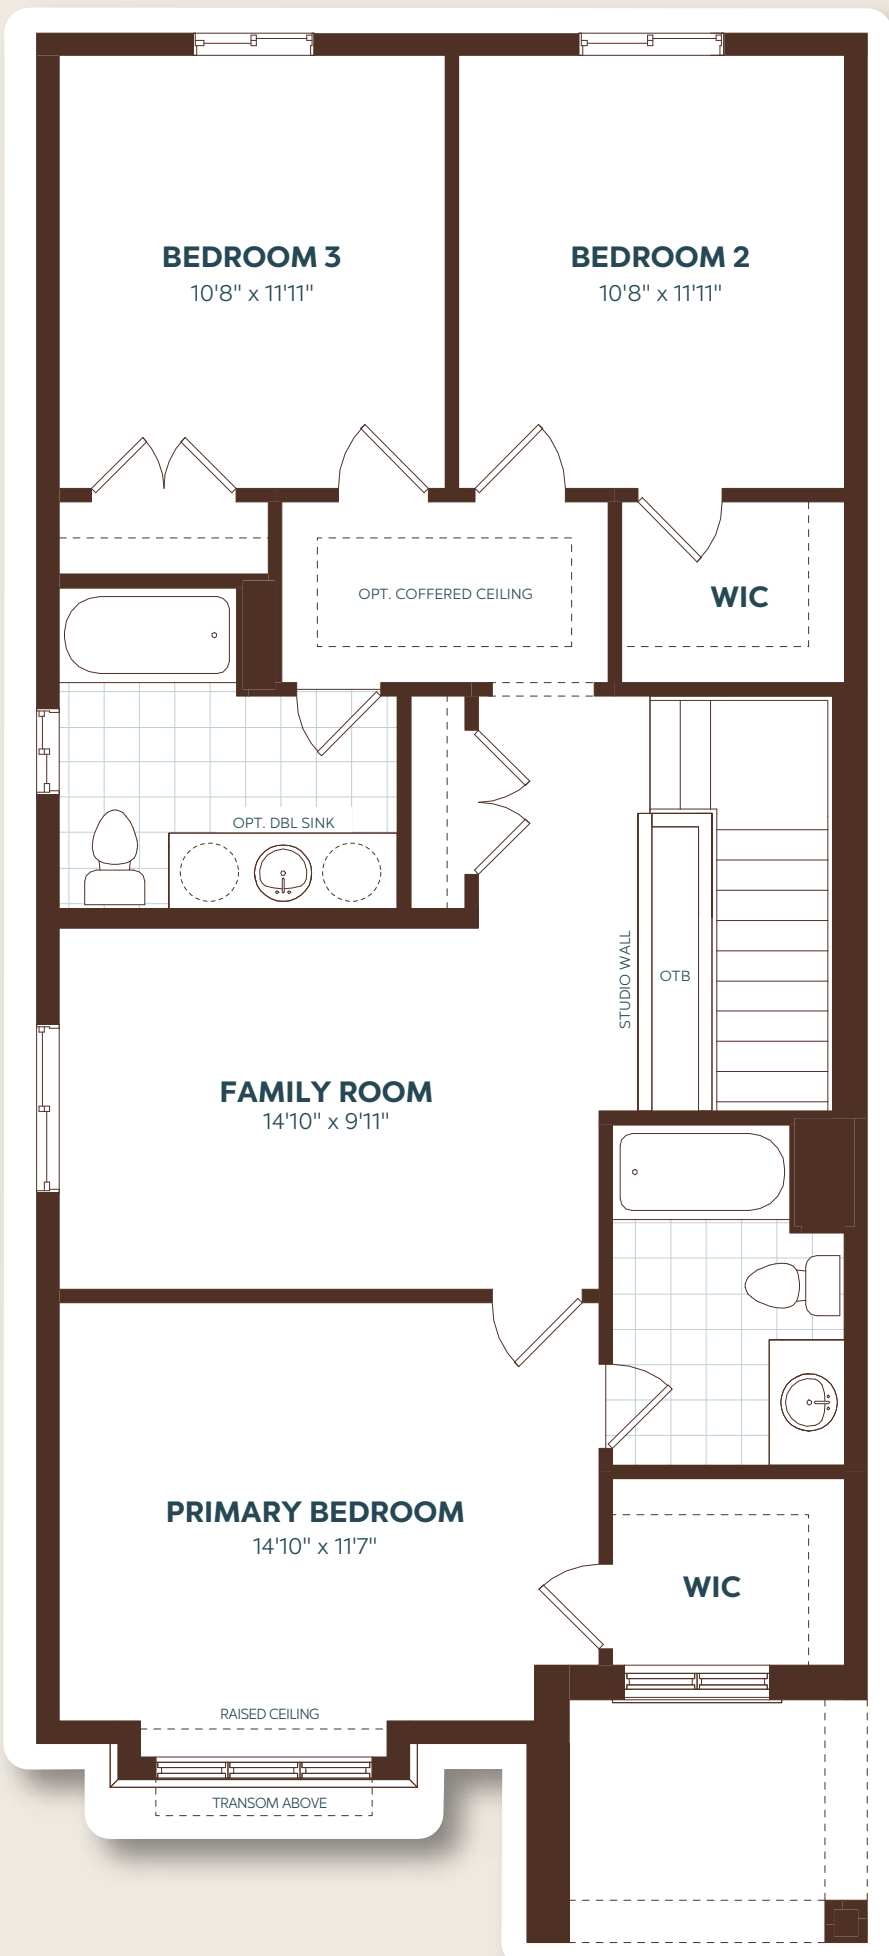 BEDROOM 3
10'8" x 11'11"
BEDROOM 2
10'8" x 11'11"
OPT. COFFERED CEILING
WIC
OPT. DBL SINK
STUDIO WALL
OTB
FAMILY ROOM
14'10" x 9'11"
PRIMARY BEDROOM
14'10" x 11'7"
WIC
RAISED CEILING
TRANSOM ABOVE